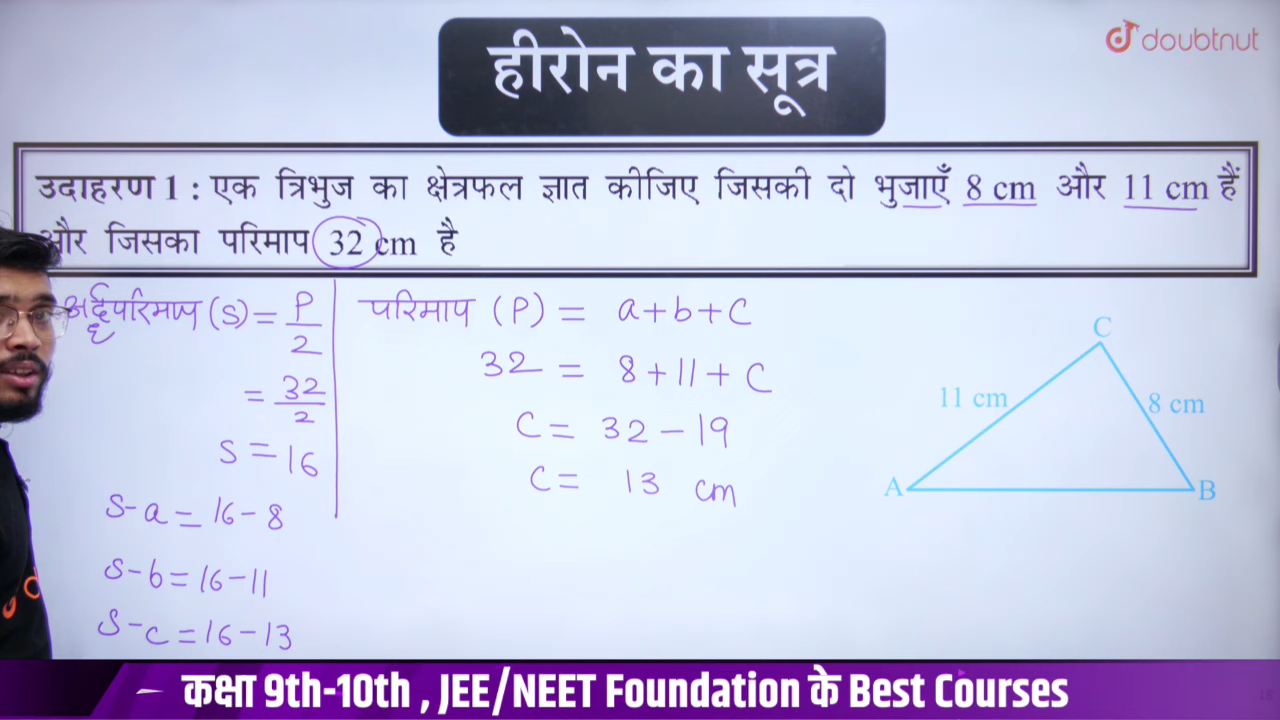 हीरोन का सूत्र
doubtnut
उदाहरण 1 : एक त्रिभुज का क्षेत्रफल ज्ञात कीजिए जिसकी दो भुजाएँ 8 cm और 11 cm हैं
और जिसका परिमाप 32 cm है
अर्द्धपरिमाप (S) = P/2
= 32/2
S = 16
S-a = 16-8
S-b = 16-11
S-c = 16-13
परिमाप (P) = a+b+c
32 = 8+11+c
C = 32-19
C = 13 cm
C
11 cm
8 cm
A
B
कक्षा 9th-10th , JEE/NEET Foundation के Best Courses